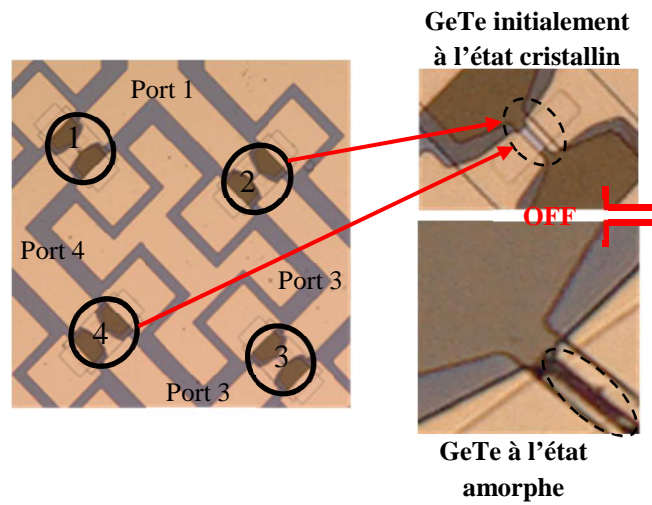 GeTe initialement
à l'état cristallin
Port 1
1
2
OFF
Port 4
Port 3
4
3
Port 3
GeTe à l'état
amorphe